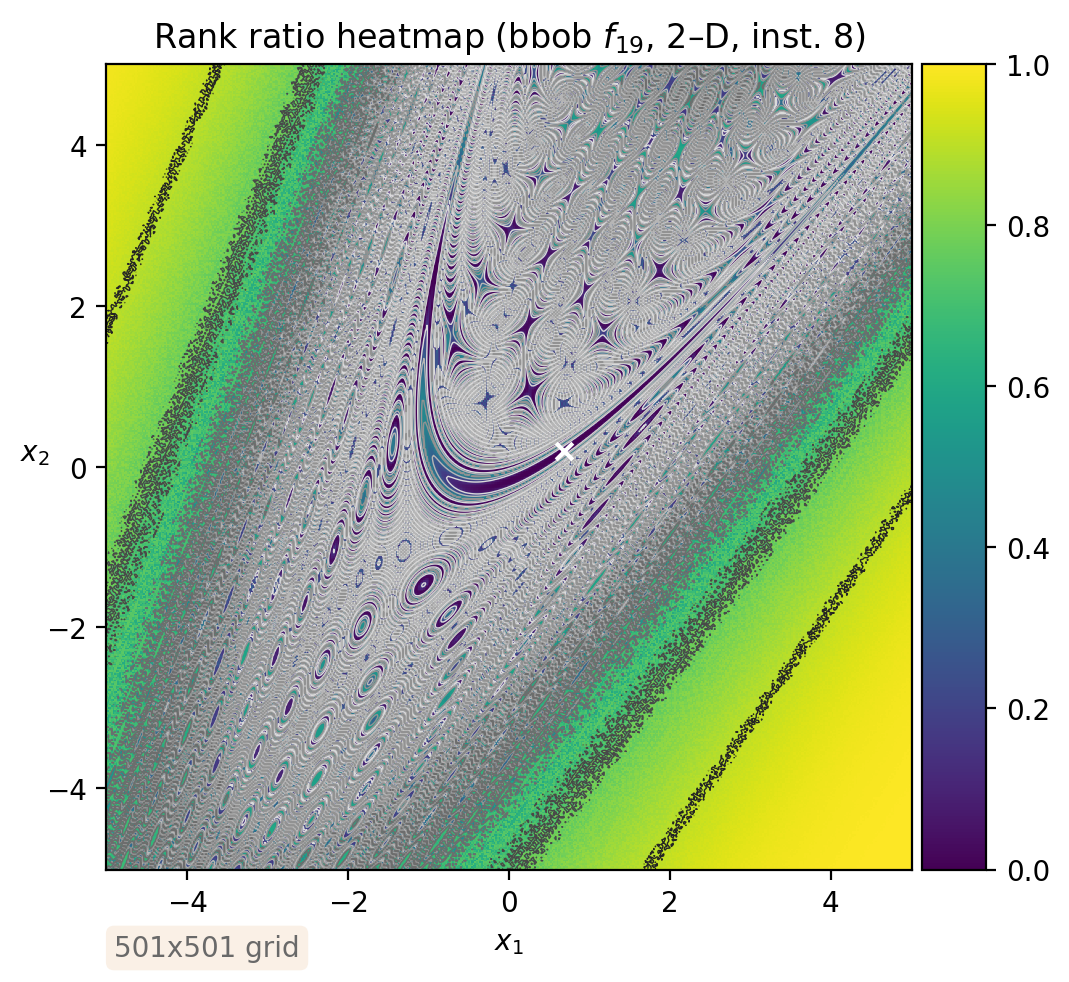 Rank ratio heatmap (bbob f₁₉, 2–D, inst. 8)
4
2
0
−2
−4
x₂
−4 −2 0 2 4
x₁
1.0
0.8
0.6
0.4
0.2
0.0
501x501 grid